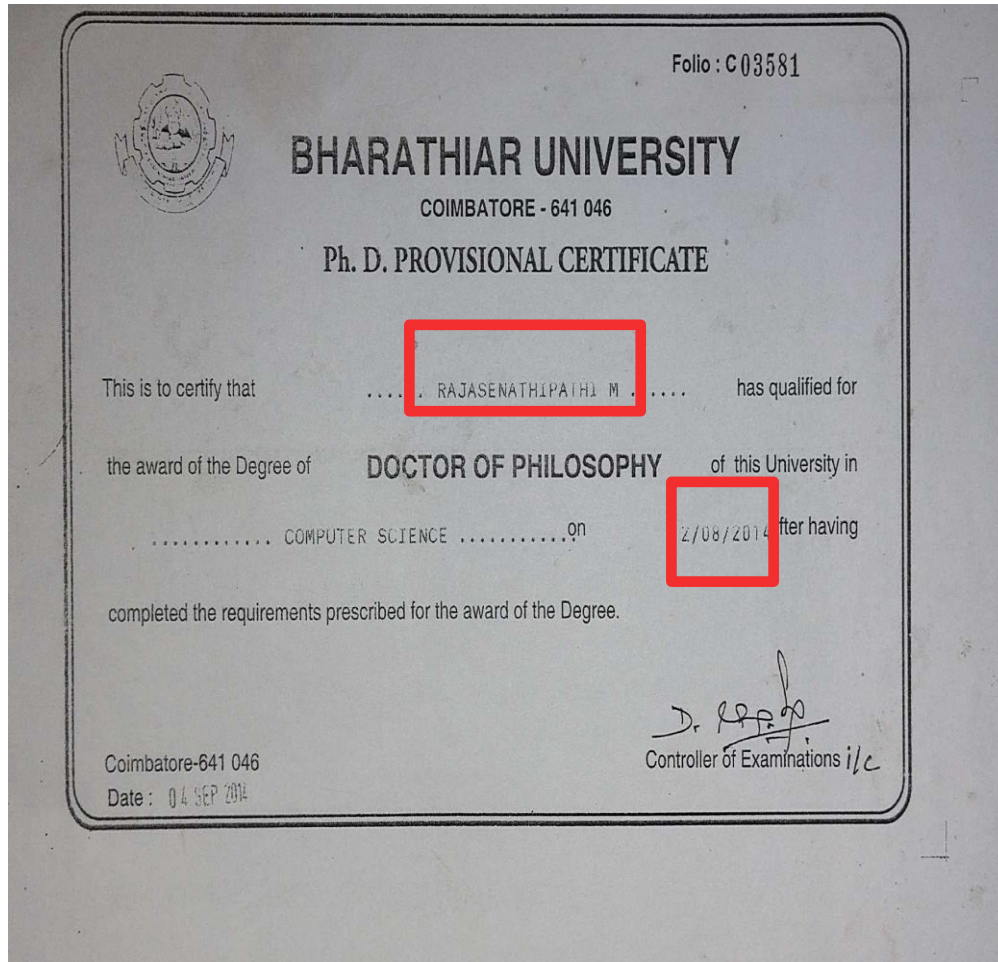 Folio : C 03581
BHARATHIAR UNIVERSITY
COIMBATORE - 641 046
Ph. D. PROVISIONAL CERTIFICATE
This is to certify that ...... RAJASENATHIPATHI M ...... has qualified for
the award of the Degree of DOCTOR OF PHILOSOPHY of this University in
............ COMPUTER SCIENCE ........... on 2/08/2014 fter having
completed the requirements prescribed for the award of the Degree.
D.
Coimbatore-641 046
Controller of Examinations i/c
Date : 04 SEP 2014